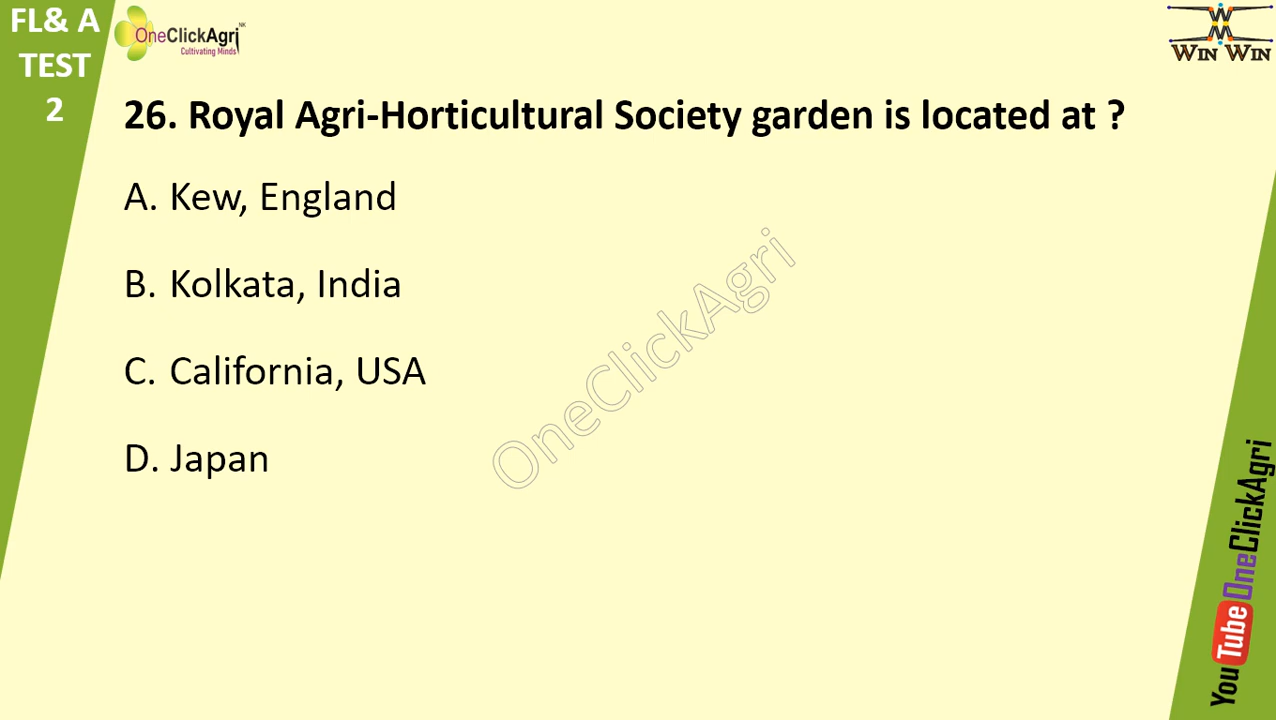 FL& A
TEST
2
OneClickAgri
NK
Cultivating Minds
WIN WIN
26. Royal Agri-Horticultural Society garden is located at ?
A. Kew, England
B. Kolkata, India
C. California, USA
D. Japan
OneClickAgri
YouTube OneClickAgri